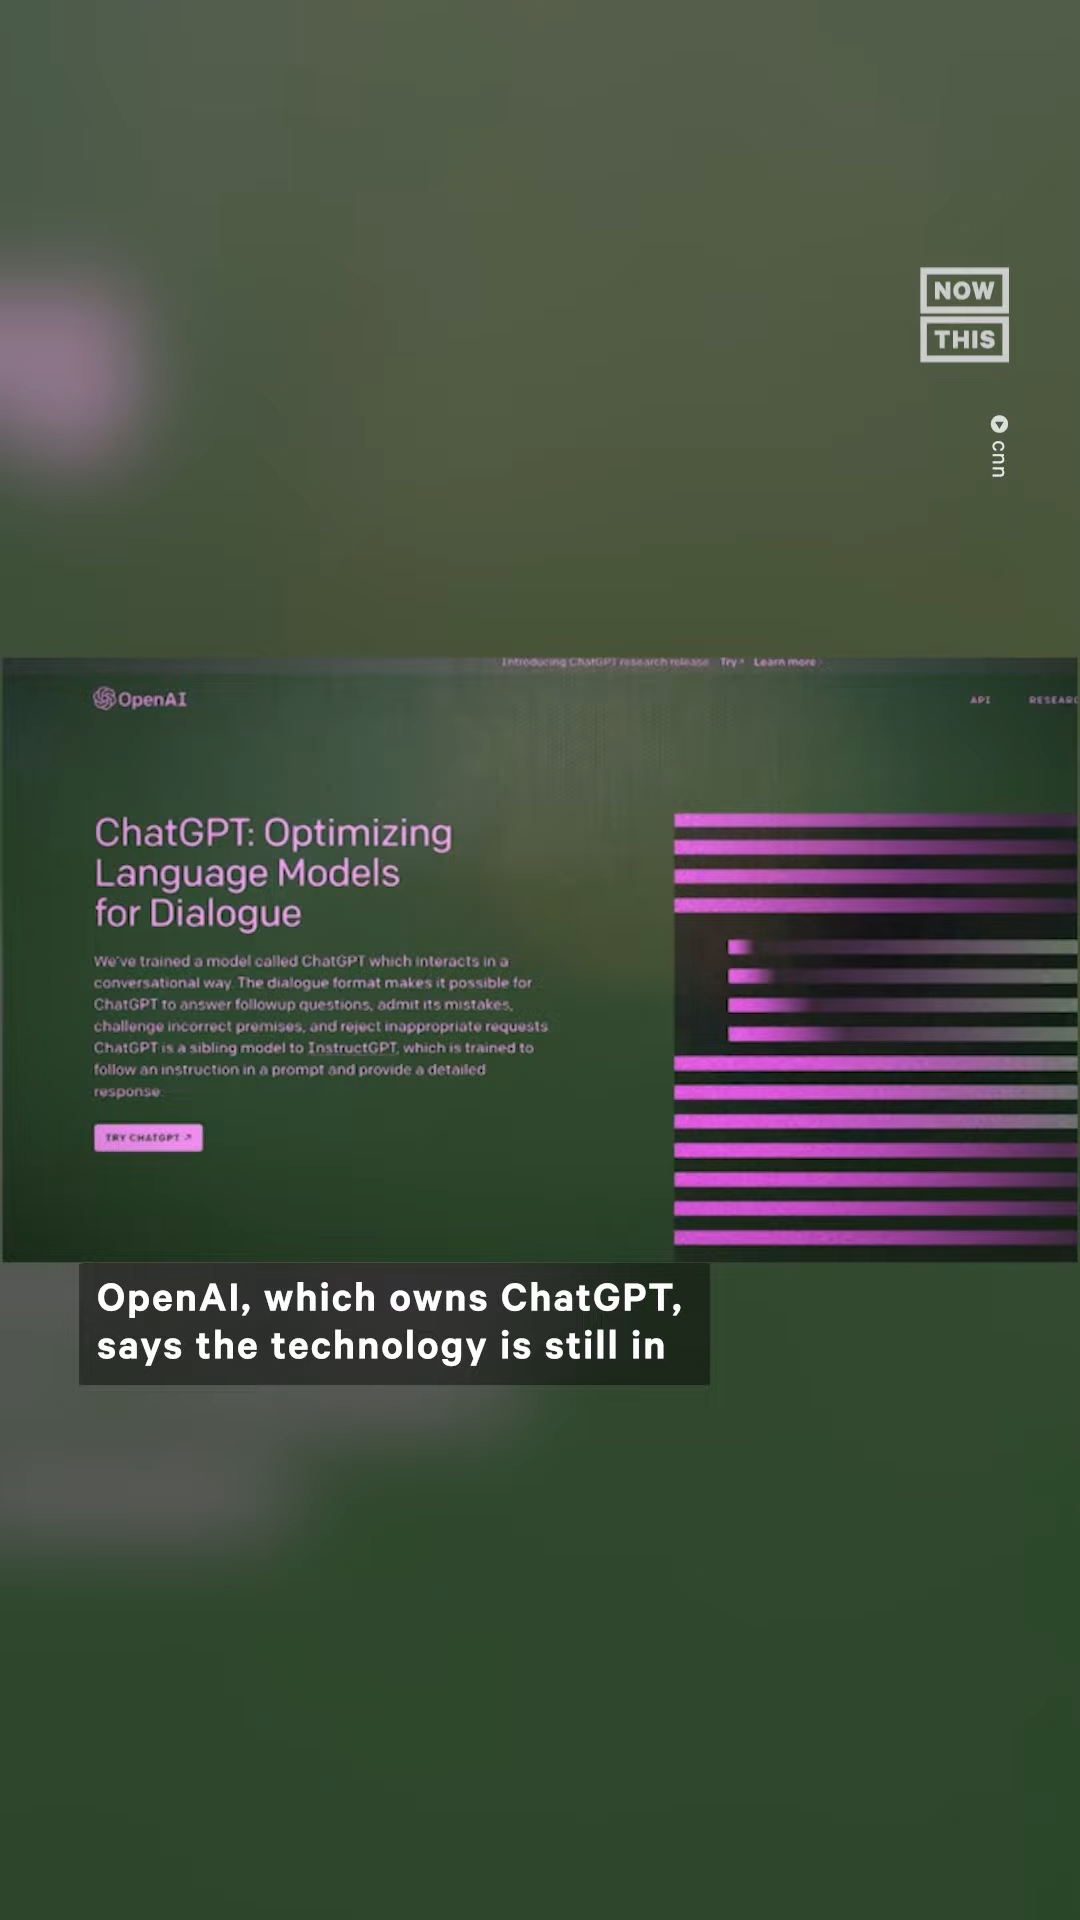 NOW
THIS
cnn
Introducing ChatGPT research release Try↗ Learn more ›
OpenAI
API RESEARC
ChatGPT: Optimizing
Language Models
for Dialogue
We've trained a model called ChatGPT which interacts in a
conversational way. The dialogue format makes it possible for
ChatGPT to answer followup questions, admit its mistakes,
challenge incorrect premises, and reject inappropriate requests
ChatGPT is a sibling model to InstructGPT, which is trained to
follow an instruction in a prompt and provide a detailed
response.
TRY CHATGPT ↗
OpenAI, which owns ChatGPT,
says the technology is still in